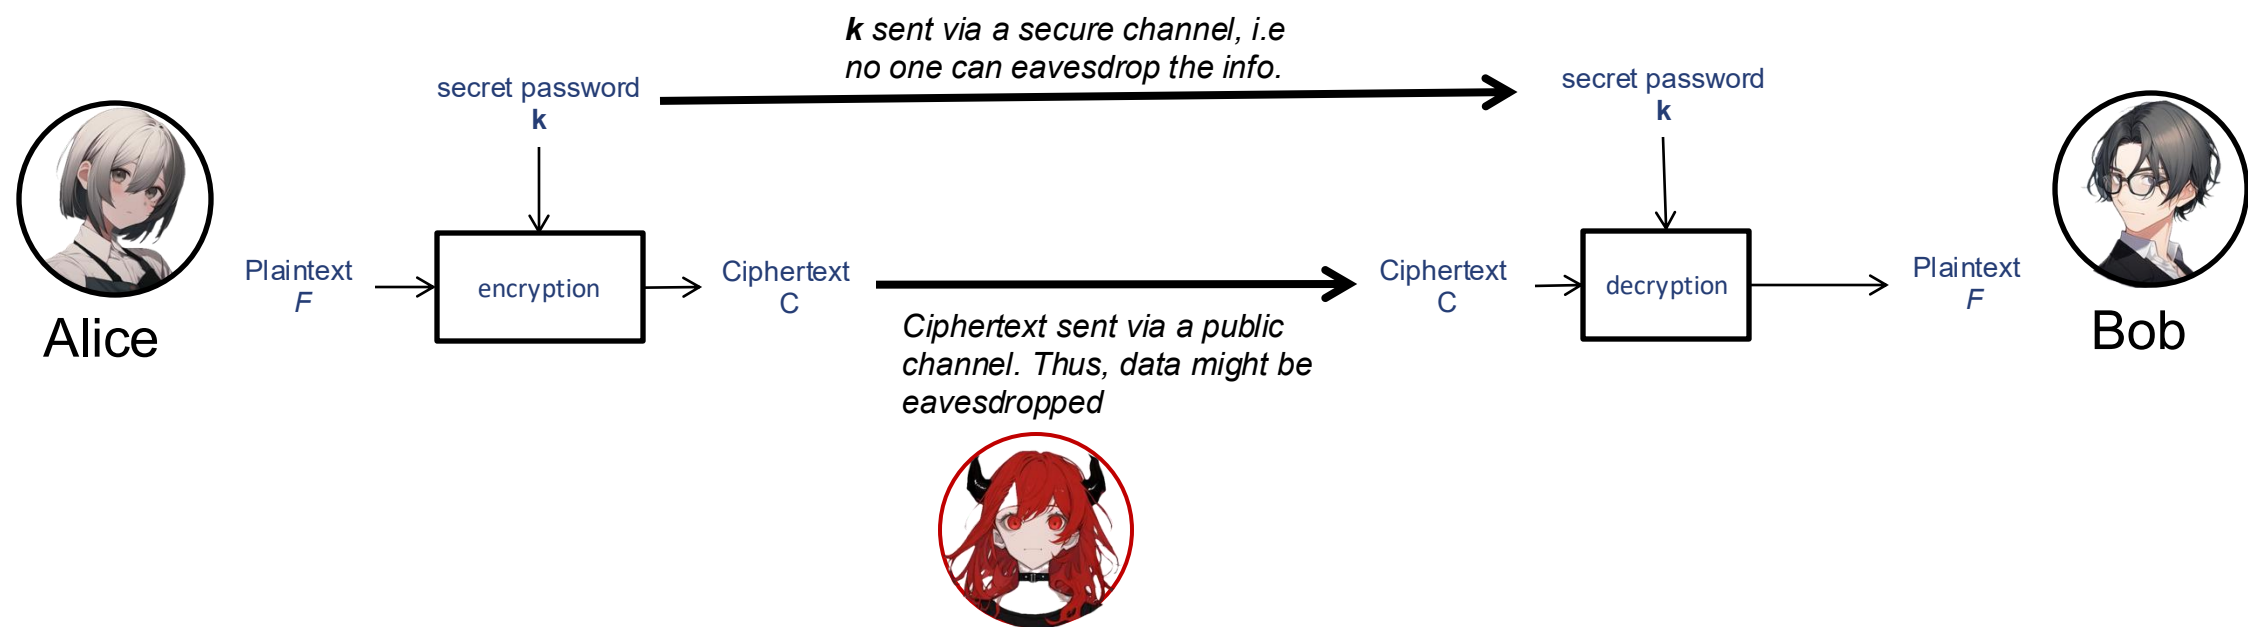 k sent via a secure channel, i.e
no one can eavesdrop the info.
secret password
k
secret password
k
Plaintext
F
encryption
Ciphertext
C
Ciphertext
C
decryption
Plaintext
F
Alice
Bob
Ciphertext sent via a public
channel. Thus, data might be
eavesdropped